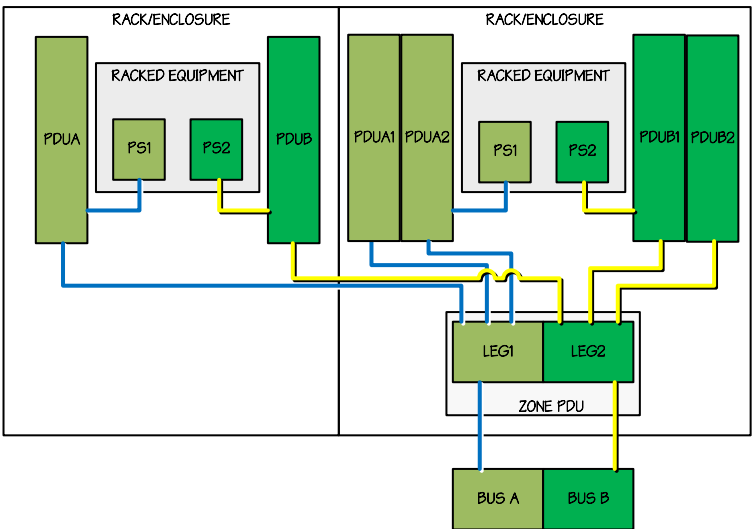 RACK/ENCLOSURE
RACK/ENCLOSURE
RACKED EQUIPMENT
RACKED EQUIPMENT
PDUA
PS1
PS2
PDUB
PDUA1
PDUA2
PS1
PS2
PDUB1
PDUB2
LEG1
LEG2
ZONE PDU
BUS A
BUS B